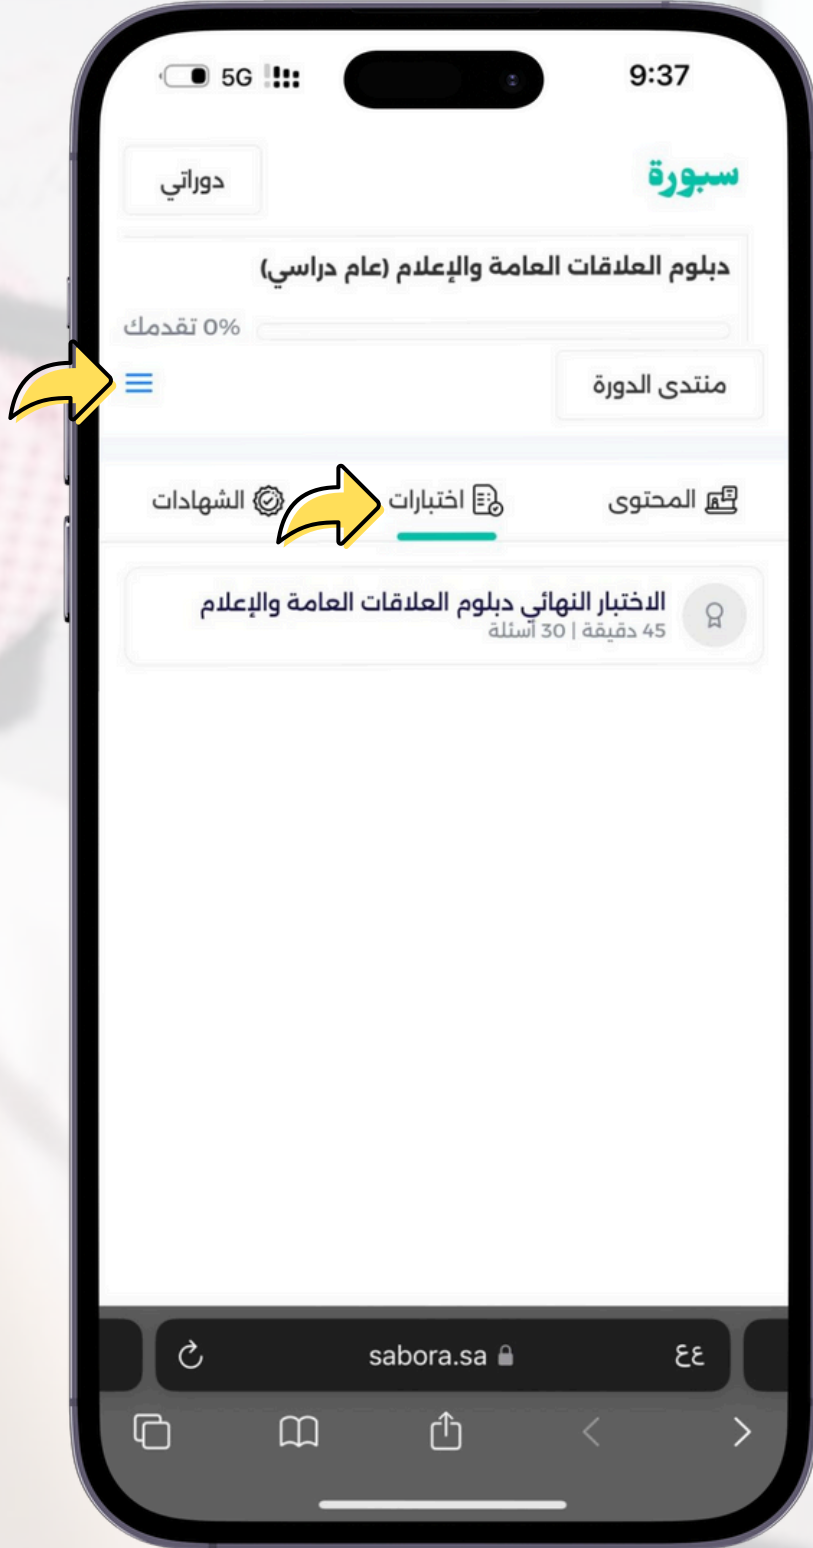 5G 9:37
سبورة
دوراتي
دبلوم العلاقات العامة والإعلام (عام دراسي)
0% تقدمك
منتدى الدورة
المحتوى
اختبارات
الشهادات
الاختبار النهائي دبلوم العلاقات العامة والإعلام
45 دقيقة | 30 أسئلة
sabora.sa
عع